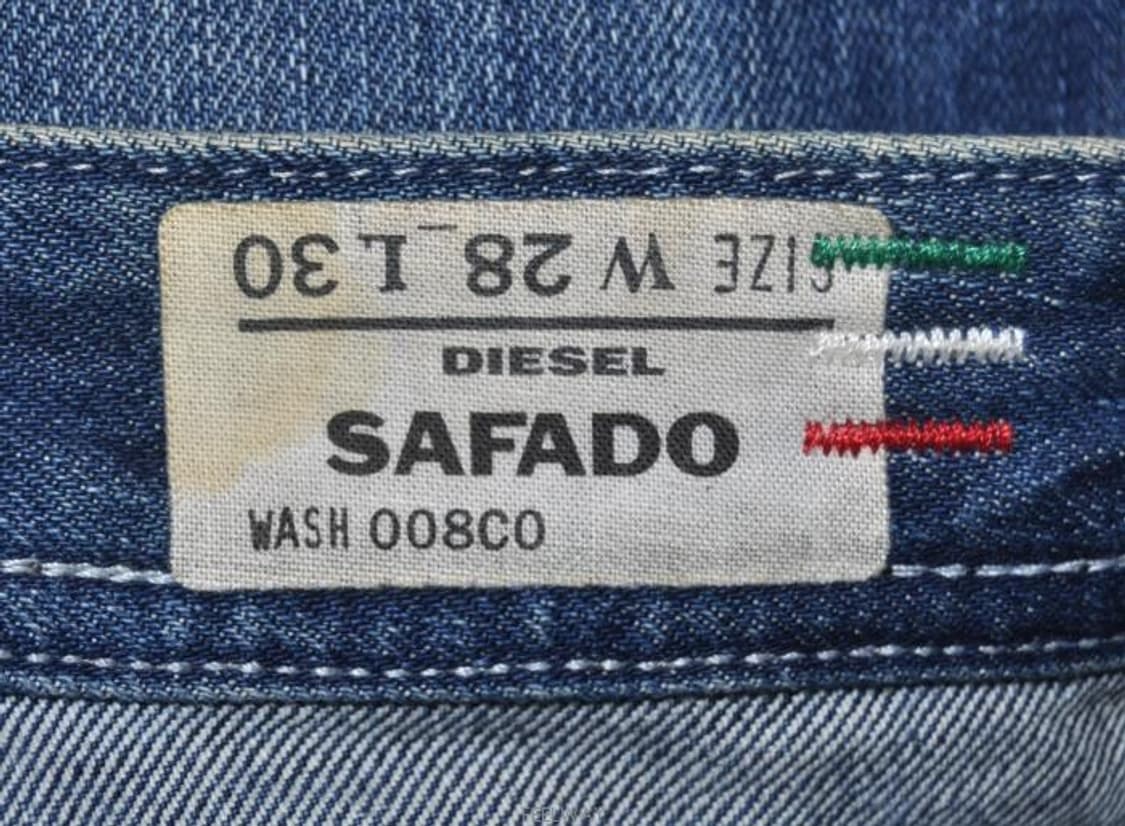 SIZE W 28 L 30
DIESEL
SAFADO
WASH 008CO